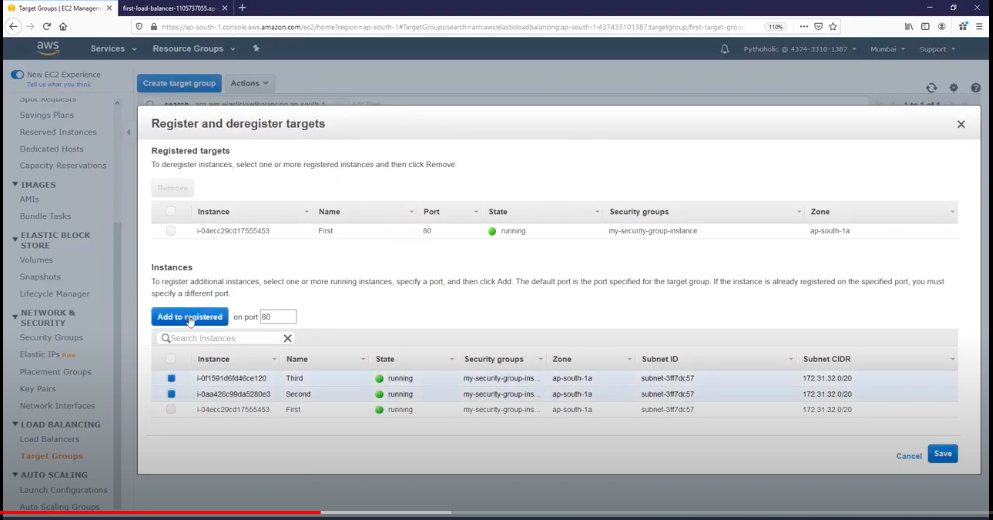 Target Groups | EC2 Managemen
first-load-balancer-1105737055.ap
https://ap-south-1.console.aws.amazon.com/ec2/home?region=ap-south-1#TargetGroups:search=arn:aws:elasticloadbalancing:ap-south-1:437433101387:targetgroup/first-target-gro
110%
aws
Services
Resource Groups
Pythoholic @ 4374-3310-1387
Mumbai
Support
New EC2 Experience
Tell us what you think
Create target group
Actions
Spot Requests
Savings Plans
Reserved Instances
Dedicated Hosts
Capacity Reservations
IMAGES
AMIs
Bundle Tasks
ELASTIC BLOCK
STORE
Volumes
Snapshots
Lifecycle Manager
NETWORK &
SECURITY
Security Groups
Elastic IPs New
Placement Groups
Key Pairs
Network Interfaces
LOAD BALANCING
Load Balancers
Target Groups
AUTO SCALING
Launch Configurations
Auto Scaling Groups
Register and deregister targets
Registered targets
To deregister instances, select one or more registered instances and then click Remove.
Remove
Instance Name Port State Security groups Zone
i-04ecc29cd17555453 First 80 running my-security-group-instance ap-south-1a
Instances
To register additional instances, select one or more running instances, specify a port, and then click Add. The default port is the port specified for the target group. If the instance is already registered on the specified port, you must
specify a different port.
Add to registered on port 80
Search Instances
Instance Name State Security groups Zone Subnet ID Subnet CIDR
i-0f1591d6fd46ce120 Third running my-security-group-ins... ap-south-1a subnet-3ff7dc57 172.31.32.0/20
i-0aa426c99da5280e3 Second running my-security-group-ins... ap-south-1a subnet-3ff7dc57 172.31.32.0/20
i-04ecc29cd17555453 First running my-security-group-ins... ap-south-1a subnet-3ff7dc57 172.31.32.0/20
Cancel Save